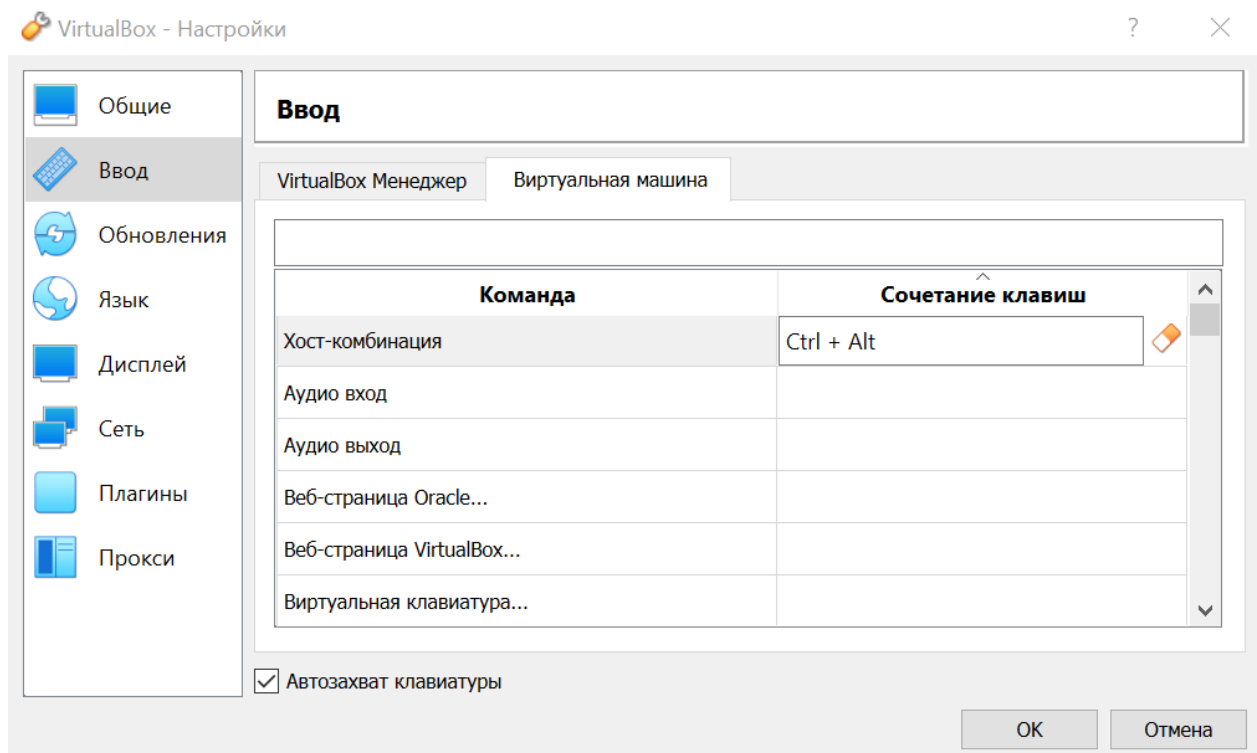 VirtualBox - Настройки
?
Общие
Ввод
Обновления
Язык
Дисплей
Сеть
Плагины
Прокси
Ввод
VirtualBox Менеджер
Виртуальная машина
Команда
Сочетание клавиш
Хост-комбинация
Ctrl + Alt
Аудио вход
Аудио выход
Веб-страница Oracle...
Веб-страница VirtualBox...
Виртуальная клавиатура...
Автозахват клавиатуры
OK
Отмена